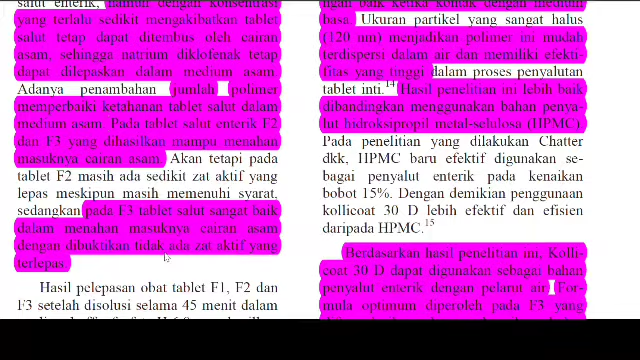 salut enterik, namun dengan konsentrasi
yang terlalu sedikit mengakibatkan tablet
salut tetap dapat ditembus oleh cairan
asam, sehingga natrium diklofenak tetap
dapat dilepaskan dalam medium asam.
Adanya penambahan jumlah polimer
memperbaiki ketahanan tablet salut dalam
medium asam. Pada tablet salut enterik F2
dan F3 yang dihasilkan mampu menahan
masuknya cairan asam. Akan tetapi pada
tablet F2 masih ada sedikit zat aktif yang
lepas meskipun masih memenuhi syarat,
sedangkan pada F3 tablet salut sangat baik
dalam menahan masuknya cairan asam
dengan dibuktikan tidak ada zat aktif yang
terlepas.
Hasil pelepasan obat tablet F1, F2 dan
F3 setelah disolusi selama 45 menit dalam
ngan baik ketika kontak dengan medium
basa. Ukuran partikel yang sangat halus
(120 nm) menjadikan polimer ini mudah
terdispersi dalam air dan memiliki efekti-
fitas yang tinggi dalam proses penyalutan
tablet inti.14 Hasil penelitian ini lebih baik
dibandingkan menggunakan bahan penya-
lut hidroksipropil metal-selulosa (HPMC).
Pada penelitian yang dilakukan Chatter
dkk, HPMC baru efektif digunakan se-
bagai penyalut enterik pada kenaikan
bobot 15%. Dengan demikian penggunaan
kollicoat 30 D lebih efektif dan efisien
daripada HPMC.15
Berdasarkan hasil penelitian ini, Kolli-
coat 30 D dapat digunakan sebagai bahan
penyalut enterik dengan pelarut air. For-
mula optimum diperoleh pada F3 yang